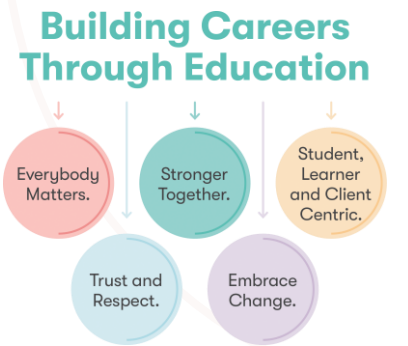 Building Careers
Through Education
Everybody
Matters.
Stronger
Together.
Student,
Learner
and Client
Centric.
Trust and
Respect.
Embrace
Change.